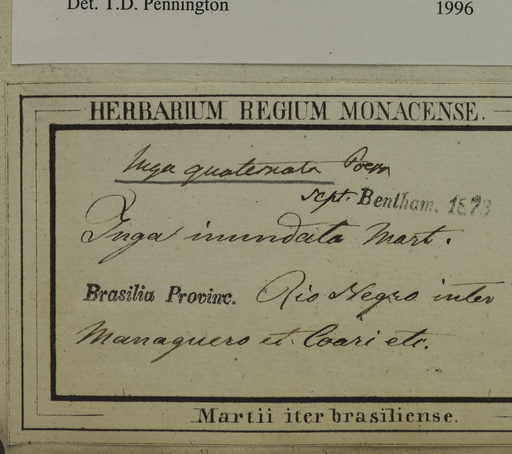 Det. T.D. Pennington 1996
HERBARIUM REGIUM MONACENSE.
Inga quaternata Poepp
scpt. Bentham. 1873
Inga inundata Mart.
Brasilia Provinc. Rio Negro inter
Managuero et Coari etc.
Martii iter brasiliense.